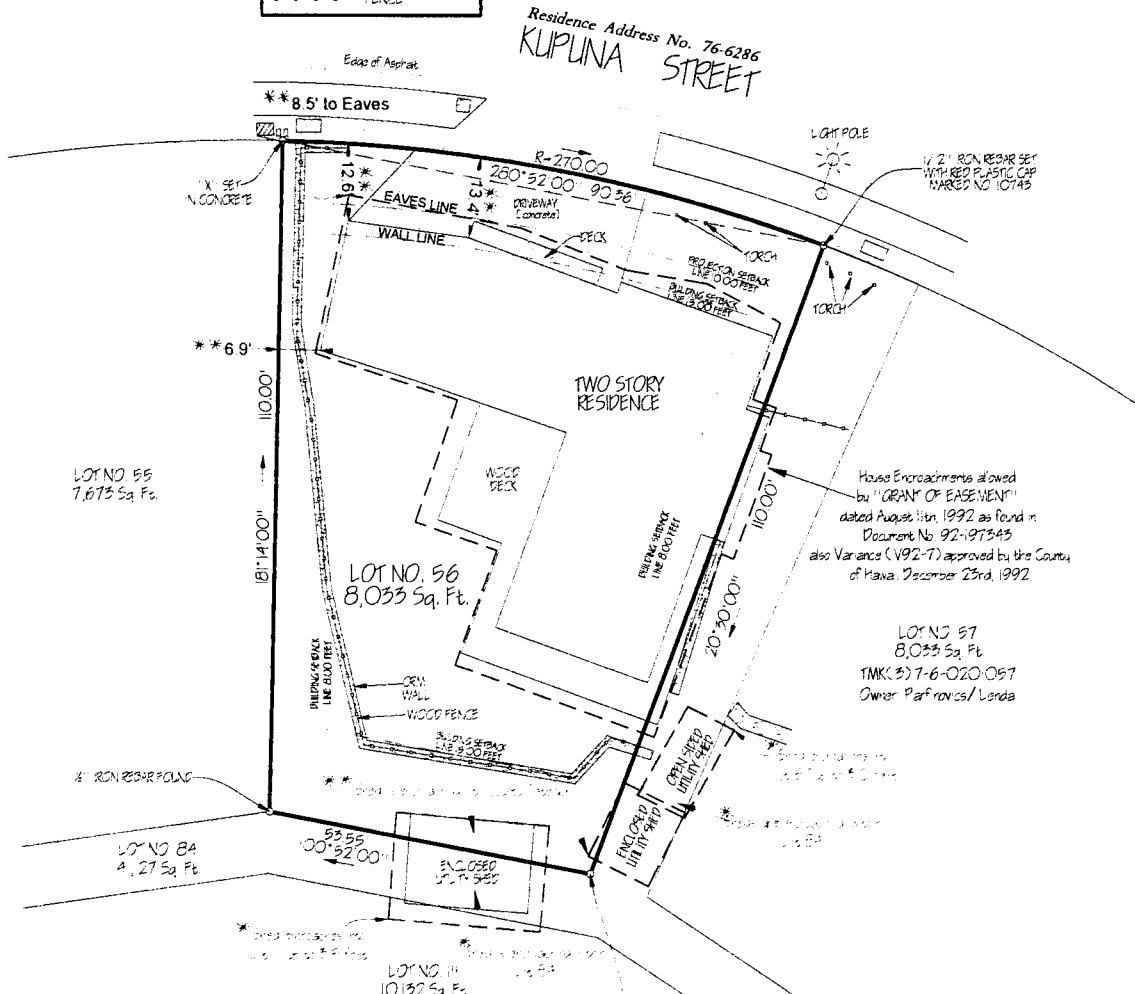 FENCE
Residence Address No. 76-6286
KUPUNA STREET
Edge of Asphalt
** 8.5' to Eaves
LIGHT POLE
1/2" IRON REBAR SET
WITH RED PLASTIC CAP
MARKED NO. 10743
"X" SET
IN CONCRETE
R=270.00
280°52'00" 90.36'
12.6'
**
13.4'
**
EAVES LINE
DRIVEWAY
(concrete)
WALL LINE
DECK
TORCH
PROJECTION SETBACK
LINE 10.00 FEET
BUILDING SETBACK
LINE 15.00 FEET
TORCH
** 6.9'
110.00'
181°14'00"
TWO STORY
RESIDENCE
LOT NO. 55
7,673 Sq. Ft.
WOOD
DECK
House Encroachments allowed
by "GRANT OF EASEMENT"
dated August 11th, 1992 as found in
Document No. 92-197343
also Variance (V92-7) approved by the County
of Hawaii December 23rd, 1992
110.00'
BUILDING SETBACK
LINE 8.00 FEET
LOT NO. 56
8,033 Sq. Ft.
20°30'00"
LOT NO. 57
8,033 Sq. Ft.
TMK:(3) 7-6-020:057
Owner: /Lenda
BUILDING SETBACK
LINE 8.00 FEET
CRM
WALL
WOOD FENCE
BUILDING SETBACK
LINE 15.00 FEET
OPEN SIDED
UTILITY SHED
IRON REBAR FOUND
**
ENCLOSED
UTILITY SHED
LOT NO. 84
Sq. Ft.
53.55
100°52'00"
ENCLOSED
UTILITY SHED
LOT NO.
10,132 Sq. Ft.